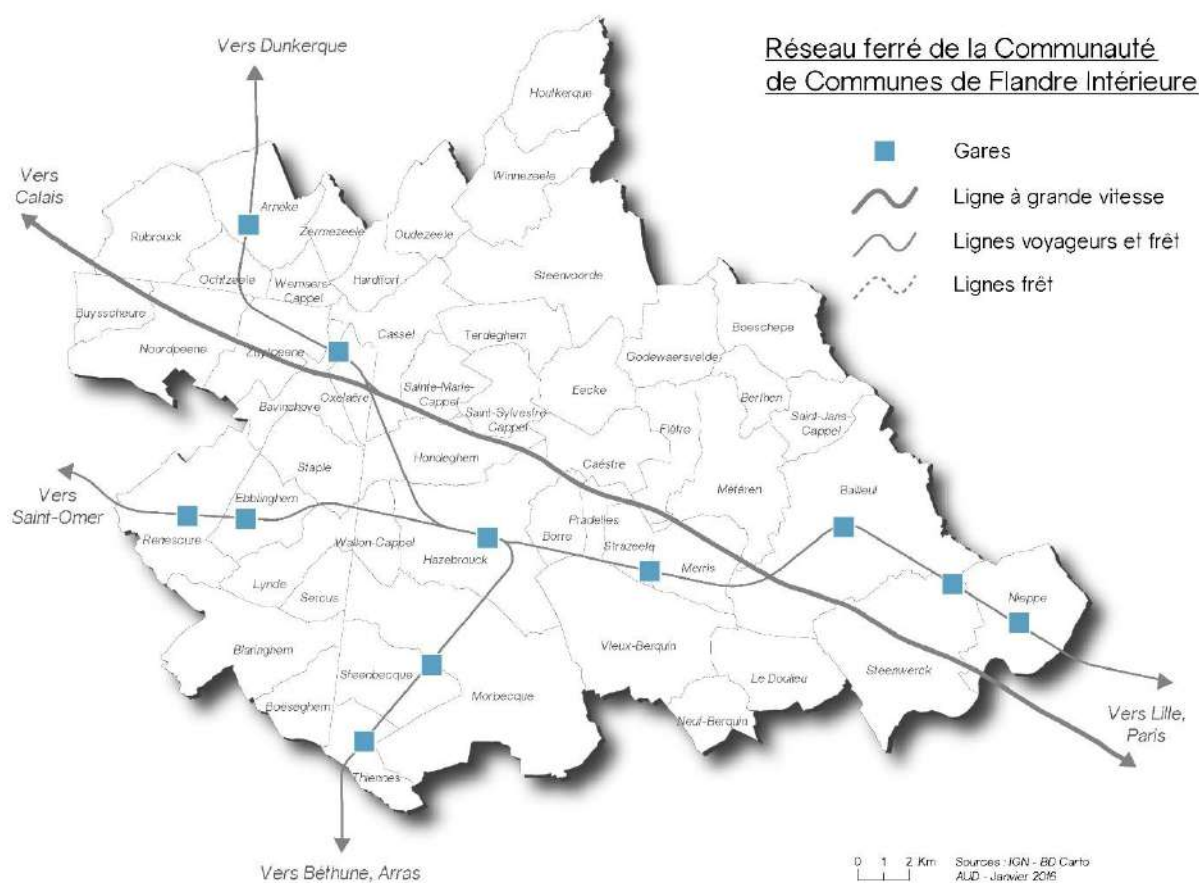 Vers Dunkerque
Réseau ferré de la Communauté
de Communes de Flandre Intérieure
Gares
Ligne à grande vitesse
Lignes voyageurs et frêt
Lignes frêt
Vers
Calais
Houtkerque
Winnezeele
Arnèke
Zermezeele
Oudezeele
Rubrouck
Ochtzeele
Wemaers-
Cappel
Hardifort
Steenvoorde
Buysscheure
Noordpeene
Zuytpeene
Cassel
Terdeghem
Boeschepe
Godewaersvelde
Oxelaëre
Bavinchove
Sainte-Marie-
Cappel
Saint-Sylvestre-
Cappel
Eecke
Berthen
Saint-Jans-
Cappel
Flêtre
Hondeghem
Caëstre
Staple
Météren
Bailleul
Vers
Saint-Omer
Ebblinghem
Renescure
Wallon-Cappel
Hazebrouck
Borre
Pradelles
Strazeele
Merris
Nieppe
Lynde
Sercus
Blaringhem
Steenbecque
Morbecque
Vieux-Berquin
Le Doulieu
Steenwerck
Boëseghem
Neuf-Berquin
Thiennes
Vers Lille,
Paris
Vers Béthune, Arras
0 1 2 Km
Sources : IGN - BD Carto
AUD - Janvier 2016